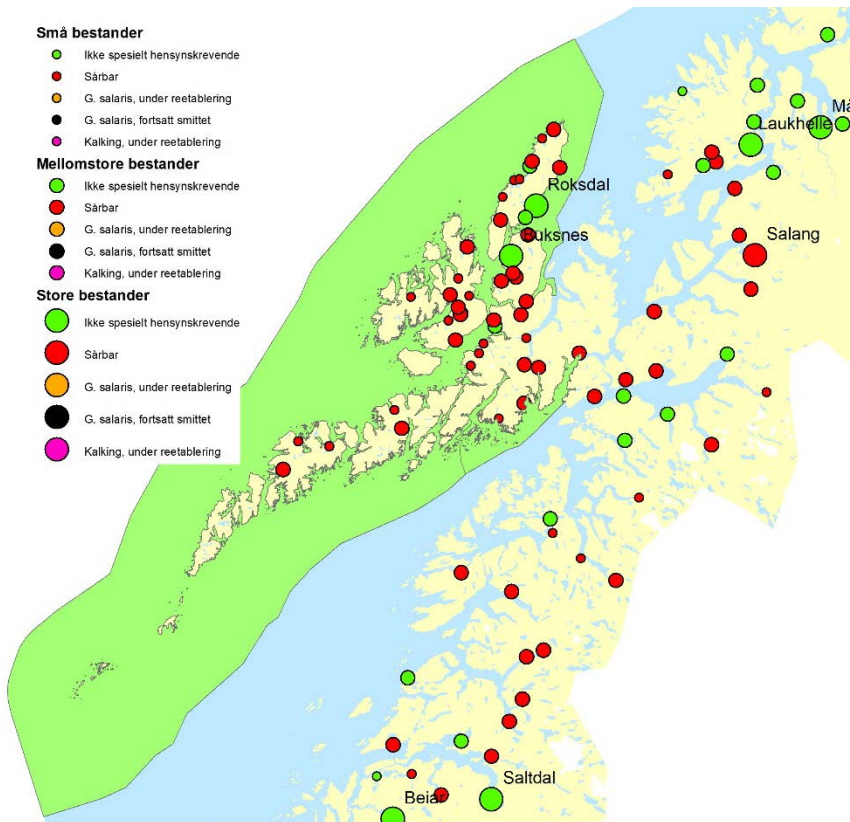 Små bestander
Ikke spesielt hensynskrevende
Sårbar
G. salaris, under reetablering
G. salaris, fortsatt smittet
Kalking, under reetablering
Mellomstore bestander
Ikke spesielt hensynskrevende
Sårbar
G. salaris, under reetablering
G. salaris, fortsatt smittet
Kalking, under reetablering
Store bestander
Ikke spesielt hensynskrevende
Sårbar
G. salaris, under reetablering
G. salaris, fortsatt smittet
Kalking, under reetablering
Må
Laukhelle
Roksdal
Buksnes
Salang
Saltdal
Beiar